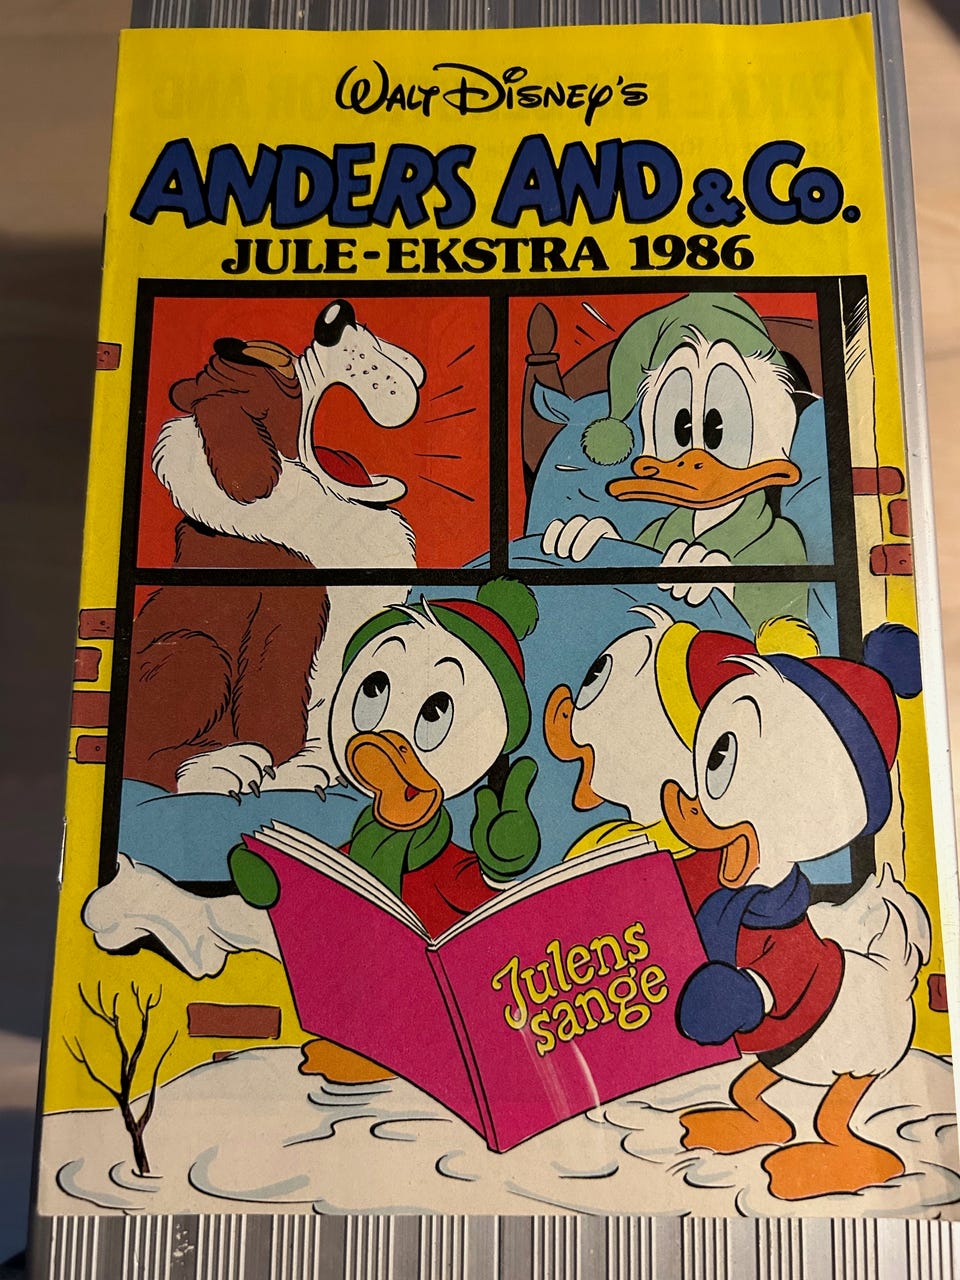 WALT DISNEY'S
ANDERS AND & CO.
JULE-EKSTRA 1986
Julens
sange